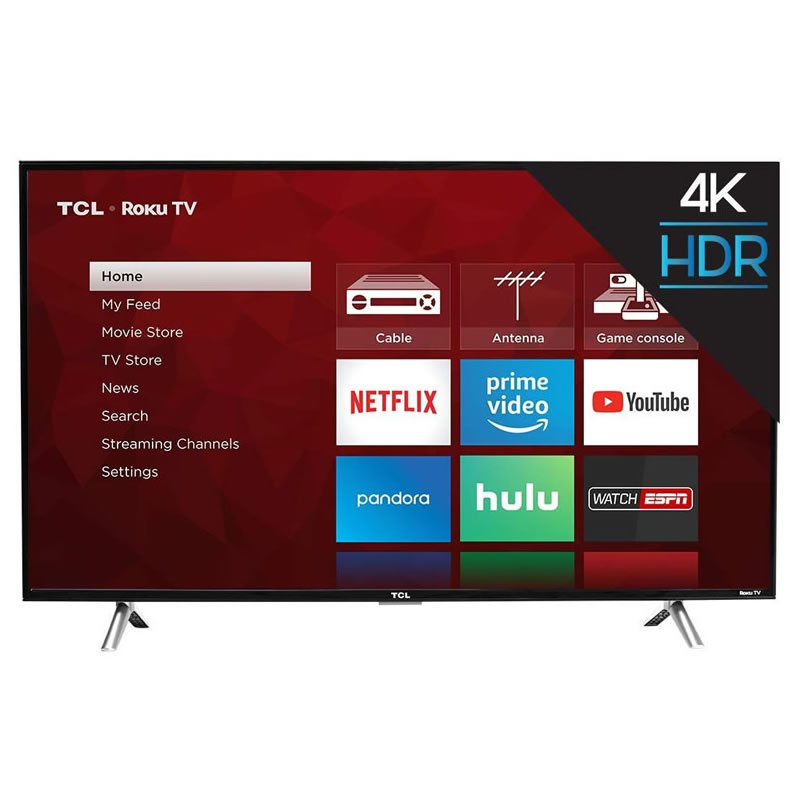 4K
HDR
TCL • Roku TV
Home
My Feed
Movie Store
TV Store
News
Search
Streaming Channels
Settings
Cable
Antenna
Game console
NETFLIX
prime
video
YouTube
pandora
hulu
WATCH ESPN
TCL
Roku TV